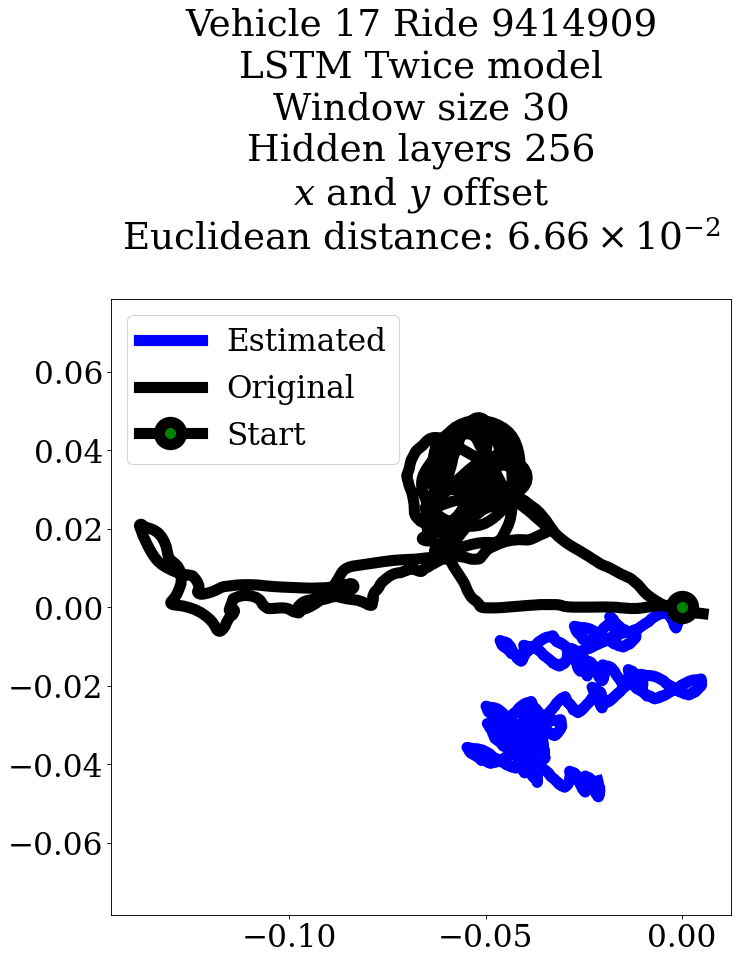 Vehicle 17 Ride 9414909
LSTM Twice model
Window size 30
Hidden layers 256
x and y offset
Euclidean distance: 6.66 × 10⁻²
Estimated
Original
Start
0.06
0.04
0.02
0.00
−0.02
−0.04
−0.06
−0.10
−0.05
0.00